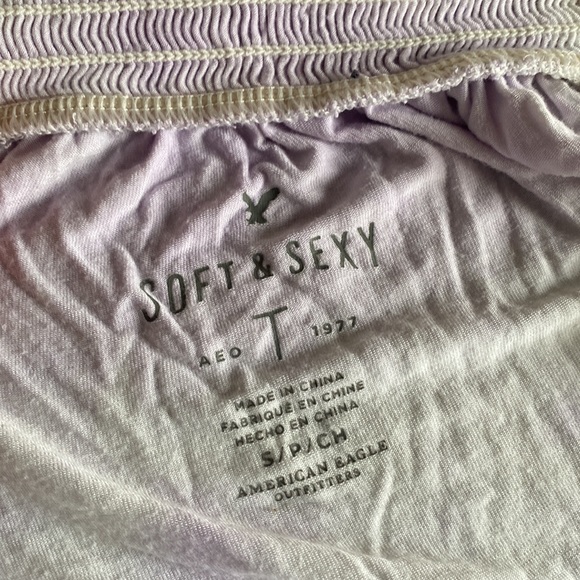 SOFT & SEXY
AEO T 1977
MADE IN CHINA
FABRIQUÉ EN CHINE
HECHO EN CHINA
S/P/CH
AMERICAN EAGLE
OUTFITTERS